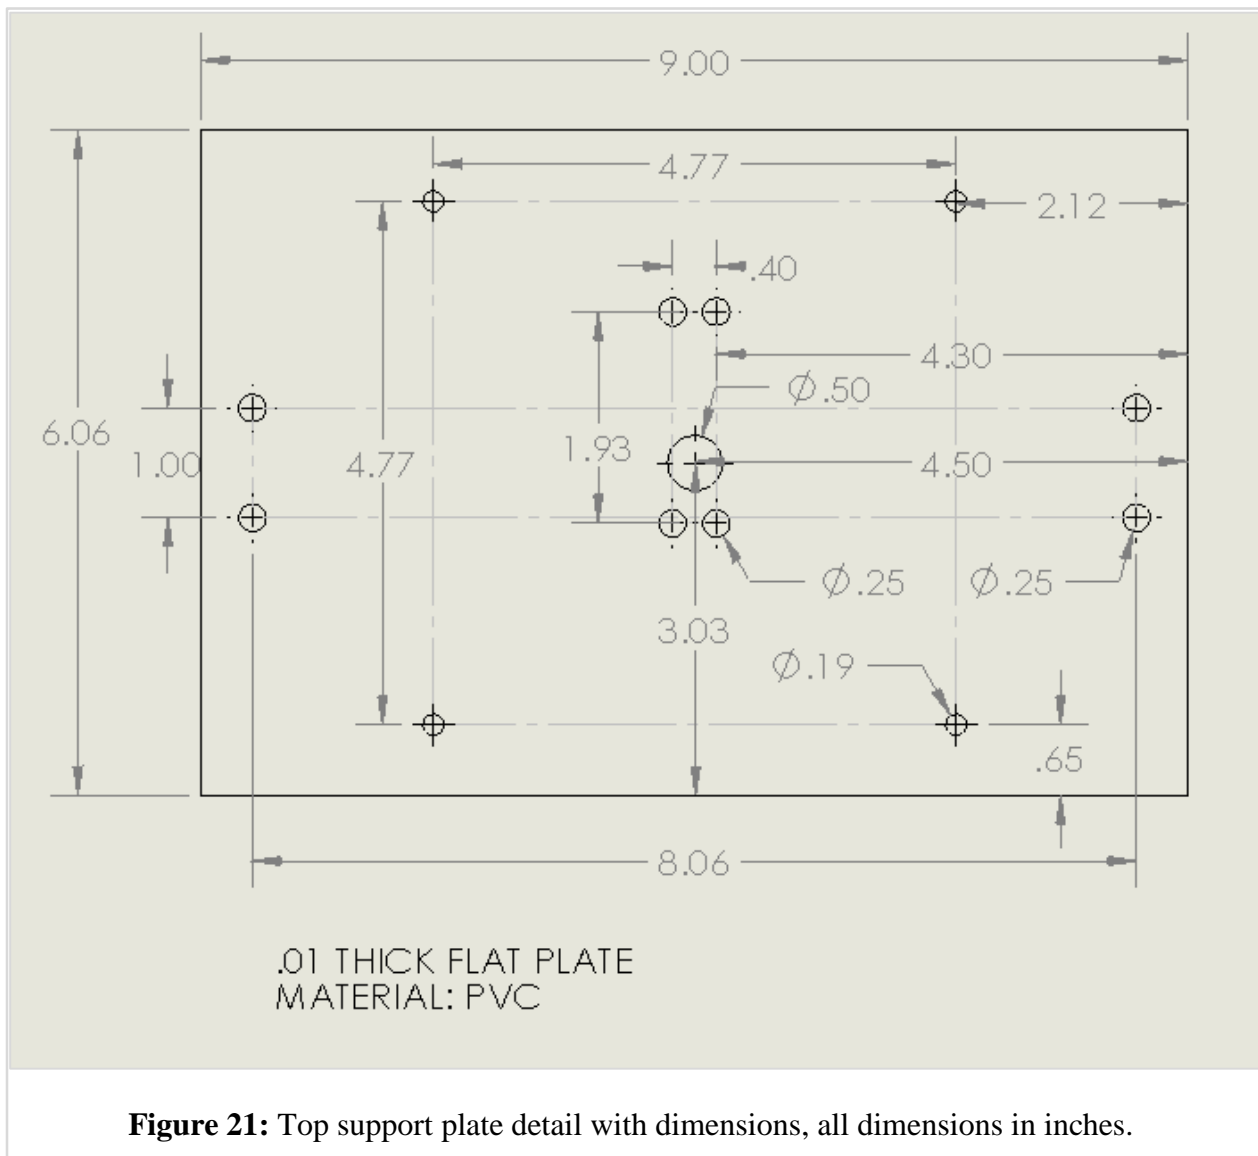 9.00
4.77
2.12
.40
4.30
Ø.50
6.06
1.00
4.77
1.93
4.50
Ø.25
Ø.25
3.03
Ø.19
.65
8.06
.01 THICK FLAT PLATE
MATERIAL: PVC
Figure 21: Top support plate detail with dimensions, all dimensions in inches.